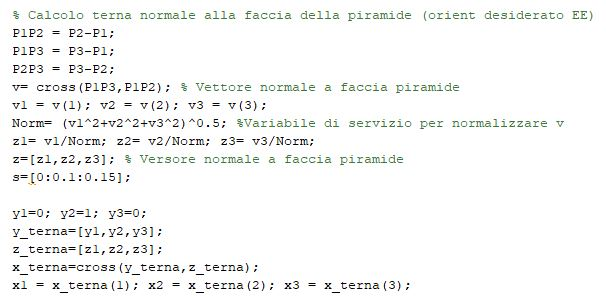 % Calcolo terna normale alla faccia della piramide (orient desiderato EE)
P1P2 = P2-P1;
P1P3 = P3-P1;
P2P3 = P3-P2;
v= cross(P1P3,P1P2); % Vettore normale a faccia piramide
v1 = v(1); v2 = v(2); v3 = v(3);
Norm= (v1^2+v2^2+v3^2)^0.5; %Variabile di servizio per normalizzare v
z1= v1/Norm; z2= v2/Norm; z3= v3/Norm;
z=[z1,z2,z3]; % Versore normale a faccia piramide
s=[0:0.1:0.15];
y1=0; y2=1; y3=0;
y_terna=[y1,y2,y3];
z_terna=[z1,z2,z3];
x_terna=cross(y_terna,z_terna);
x1 = x_terna(1); x2 = x_terna(2); x3 = x_terna(3);